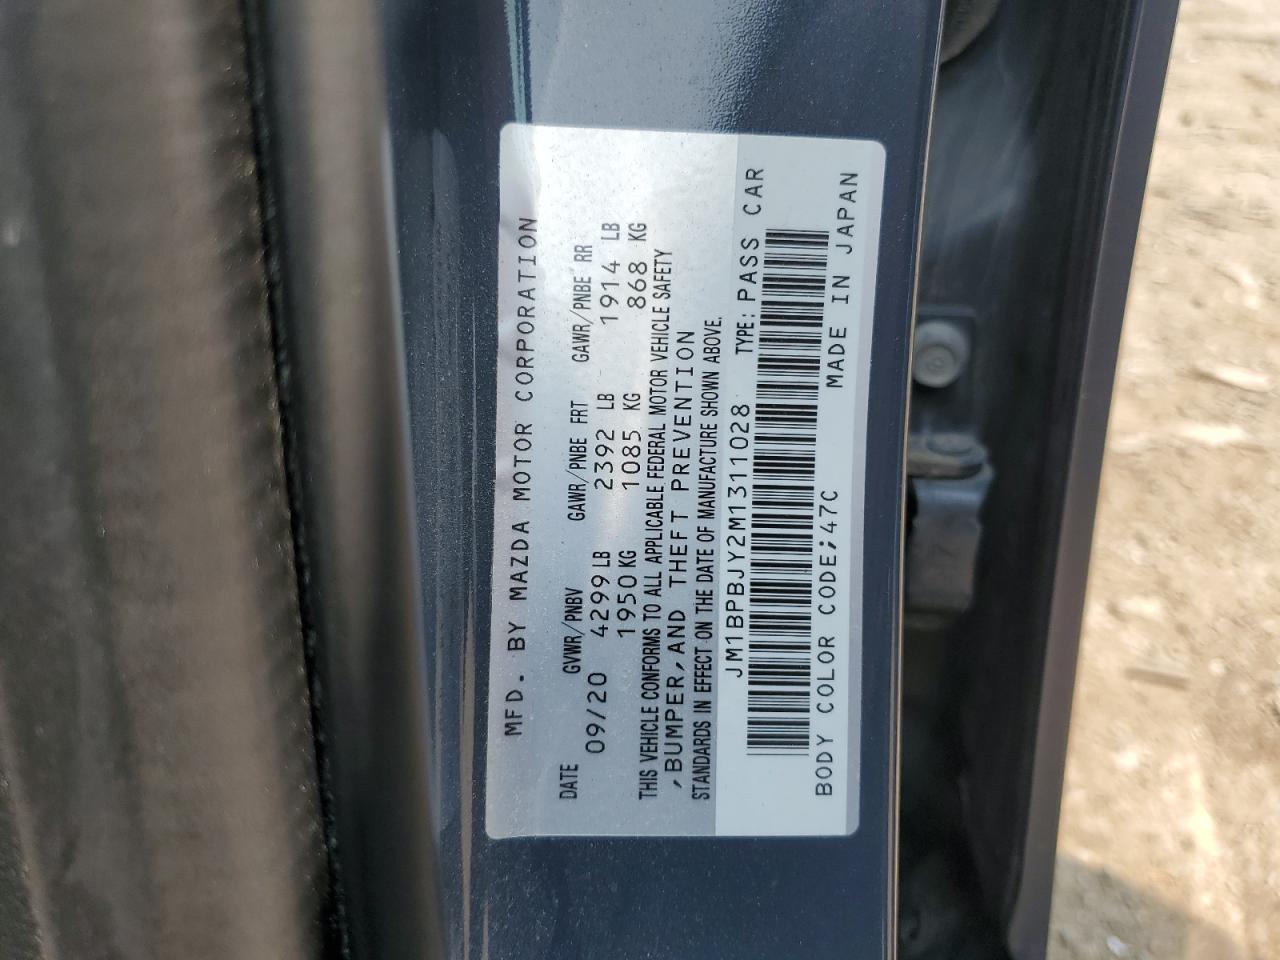 MFD. BY MAZDA MOTOR CORPORATION
DATE GVWR/PNBV GAWR/PNBE FRT GAWR/PNBE RR
09/20 4299 LB 2392 LB 1914 LB
1950 KG 1085 KG 868 KG
THIS VEHICLE CONFORMS TO ALL APPLICABLE FEDERAL MOTOR VEHICLE SAFETY
,BUMPER,AND THEFT PREVENTION
STANDARDS IN EFFECT ON THE DATE OF MANUFACTURE SHOWN ABOVE.
JM1BPBJY2M1311028 TYPE: PASS CAR
BODY COLOR CODE;47C MADE IN JAPAN